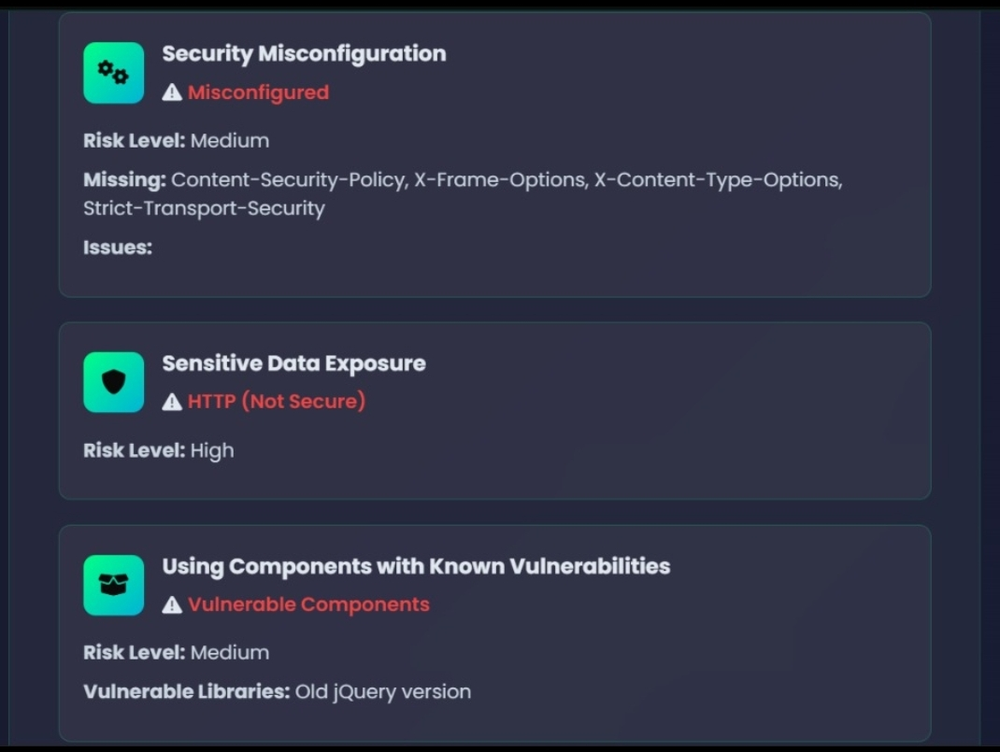 Security Misconfiguration
Misconfigured
Risk Level: Medium
Missing: Content-Security-Policy, X-Frame-Options, X-Content-Type-Options,
Strict-Transport-Security
Issues:
Sensitive Data Exposure
HTTP (Not Secure)
Risk Level: High
Using Components with Known Vulnerabilities
Vulnerable Components
Risk Level: Medium
Vulnerable Libraries: Old jQuery version